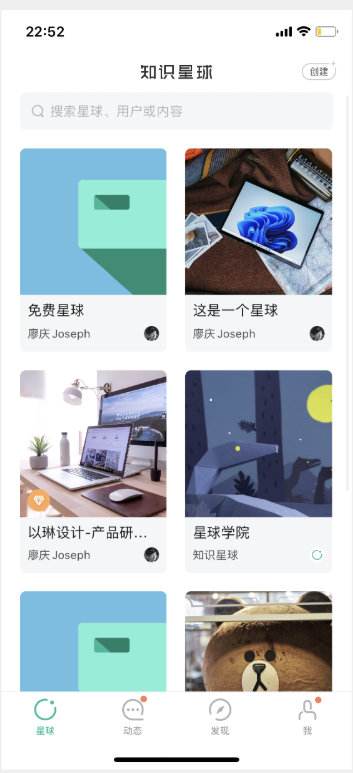 22:52
知识星球
创建
搜索星球、用户或内容
免费星球
廖庆 Joseph
这是一个星球
廖庆 Joseph
以琳设计-产品研...
廖庆 Joseph
星球学院
知识星球
星球
动态
发现
我